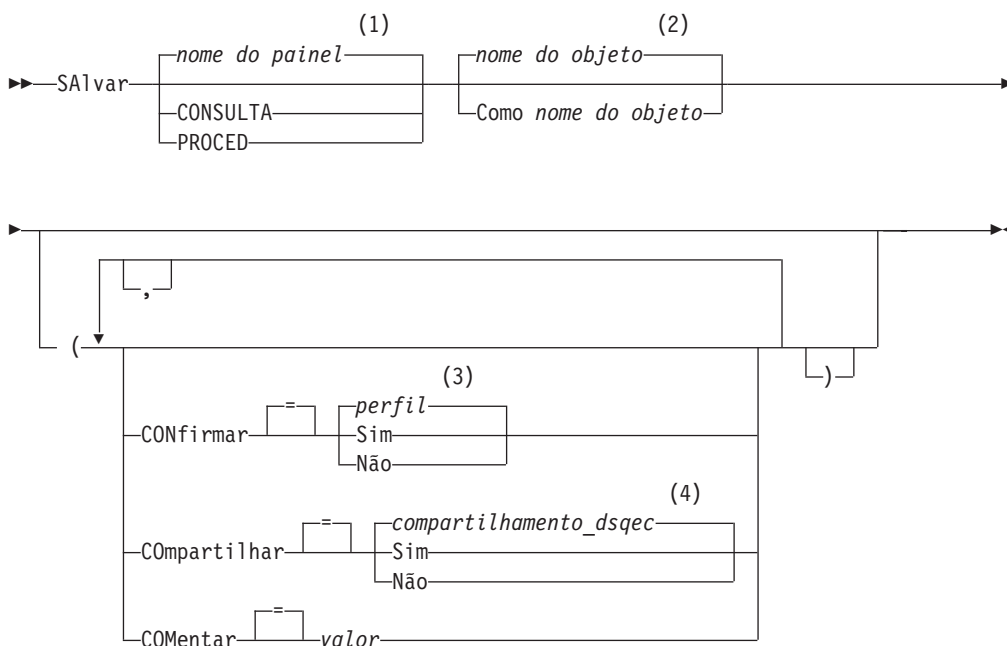 (1) (2)
nome do painel nome do objeto
SAlvar
CONSULTA Como nome do objeto
PROCED
,
( )
(3)
= perfil
CONfirmar Sim
Não
(4)
= compartilhamento_dsqec
COmpartilhar Sim
Não
=
COMentar valor